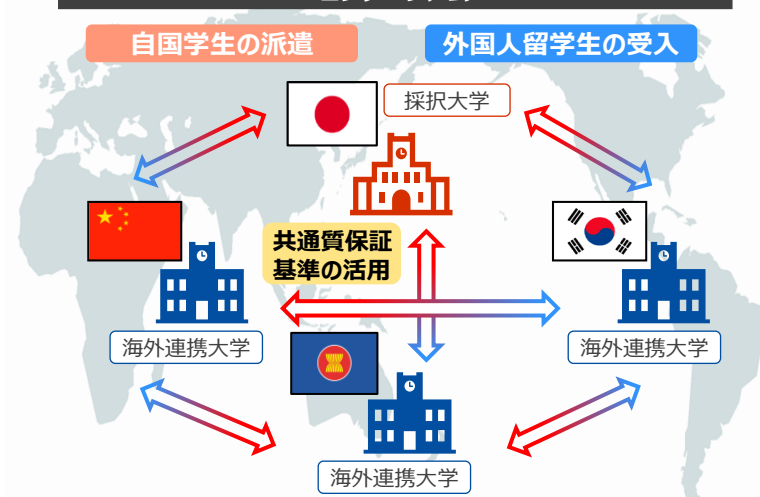 自国学生の派遣
外国人留学生の受入
採択大学
共通質保証
基準の活用
海外連携大学
海外連携大学
海外連携大学